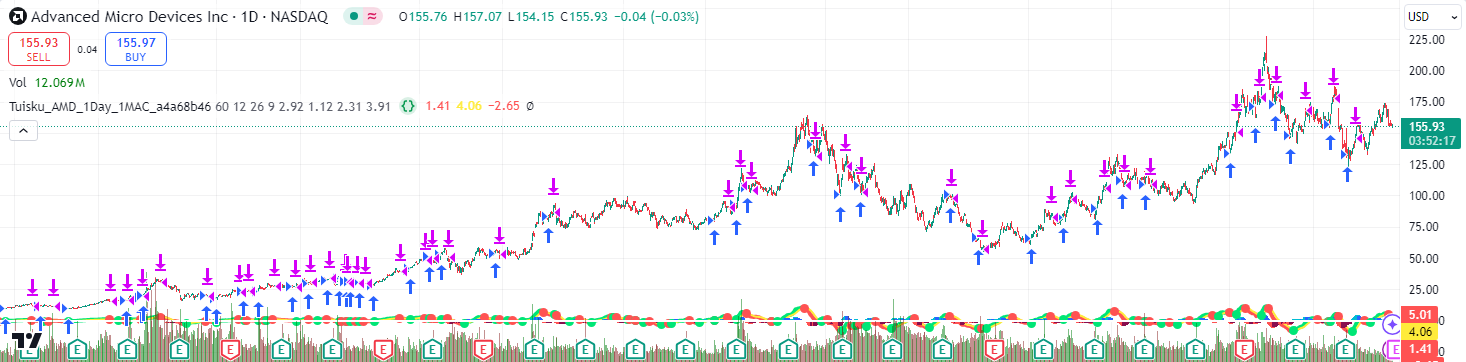 Advanced Micro Devices Inc · 1D · NASDAQ O155.76 H157.07 L154.15 C155.93 −0.04 (−0.03%)
USD
155.93 SELL
0.04
155.97 BUY
Vol 12.069M
Tuisku_AMD_1Day_1MAC_a4a68b46 60 12 26 9 2.92 1.12 2.31 3.91 {} 1.41 4.06 −2.65 Ø
225.00
200.00
175.00
155.93
03:52:17
125.00
100.00
75.00
50.00
25.00
5.01
0
4.06
1.41
E E E E E E E E E E E E E E E E E E E E E E E E E E E